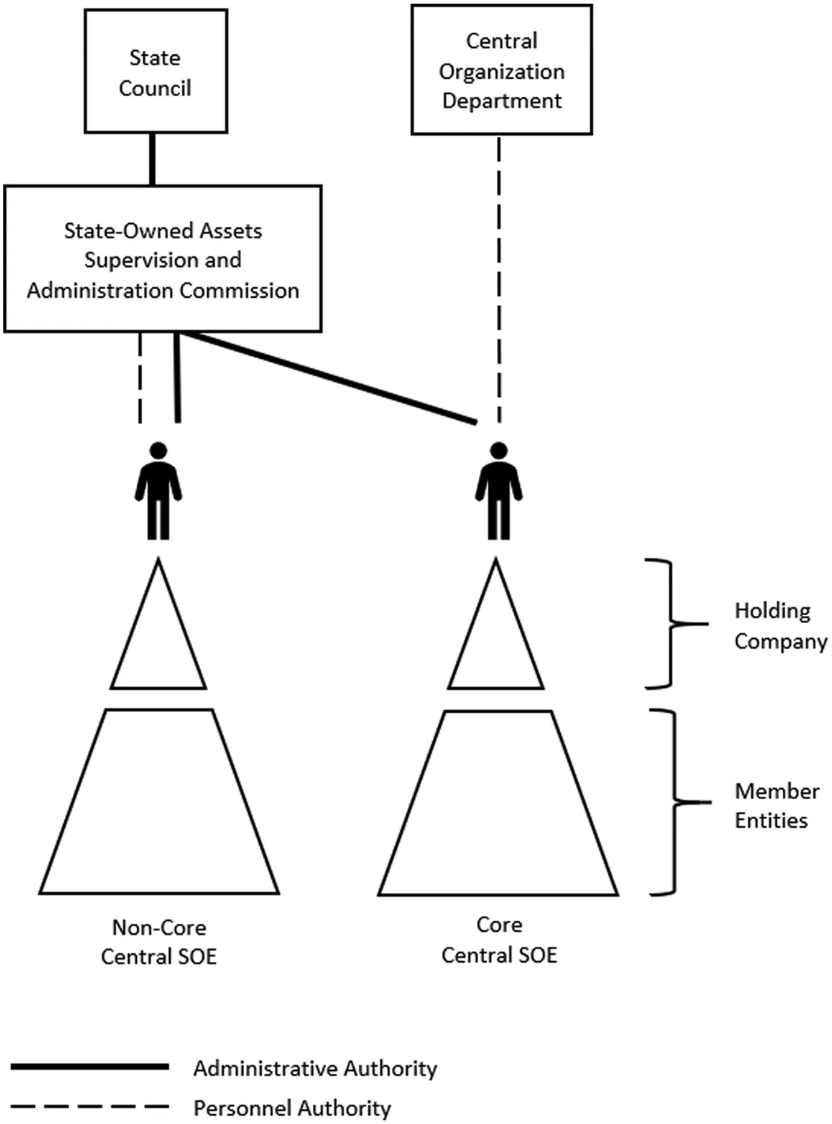 State
Council
Central
Organization
Department
State-Owned Assets
Supervision and
Administration Commission
Holding
Company
Member
Entities
Non-Core
Central SOE
Core
Central SOE
Administrative Authority
Personnel Authority